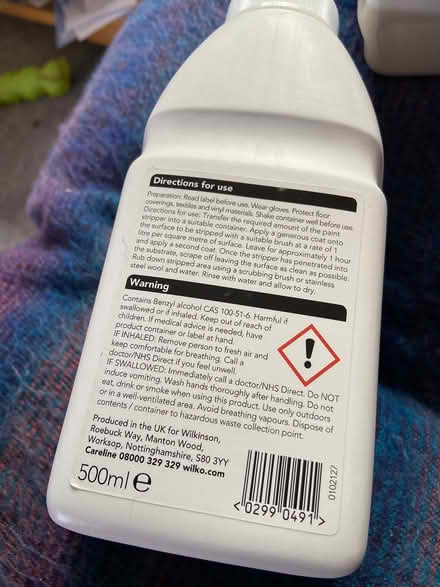 Directions for use
Preparation: Read label before use. Wear gloves. Protect floor
coverings, textiles and vinyl materials. Shake container well before use.
Directions for use: Transfer the required amount of the paint
stripper into a suitable container. Apply a generous coat onto
the surface to be stripped with a suitable brush at a rate of 1
litre per square metre of surface. Leave for approximately 1 hour
and apply a second coat. Once the stripper has penetrated into
the substrate, scrape off leaving the surface as clean as possible.
Rub down stripped area using a scrubbing brush or stainless
steel wool and water. Rinse with water and allow to dry.
Warning
Contains Benzyl alcohol CAS 100-51-6. Harmful if
swallowed or if inhaled. Keep out of reach of
children. If medical advice is needed, have
product container or label at hand.
IF INHALED: Remove person to fresh air and
keep comfortable for breathing. Call a
doctor/NHS Direct if you feel unwell.
IF SWALLOWED: Immediately call a doctor/NHS Direct. Do NOT
induce vomiting. Wash hands thoroughly after handling. Do not
eat, drink or smoke when using this product. Use only outdoors
or in a well-ventilated area. Avoid breathing vapours. Dispose of
contents / container to hazardous waste collection point.
Produced in the UK for Wilkinson,
Roebuck Way, Manton Wood,
Worksop, Nottinghamshire, S80 3YY
Careline 08000 329 329 wilko.com
500ml e
<0299 0491>
0102127